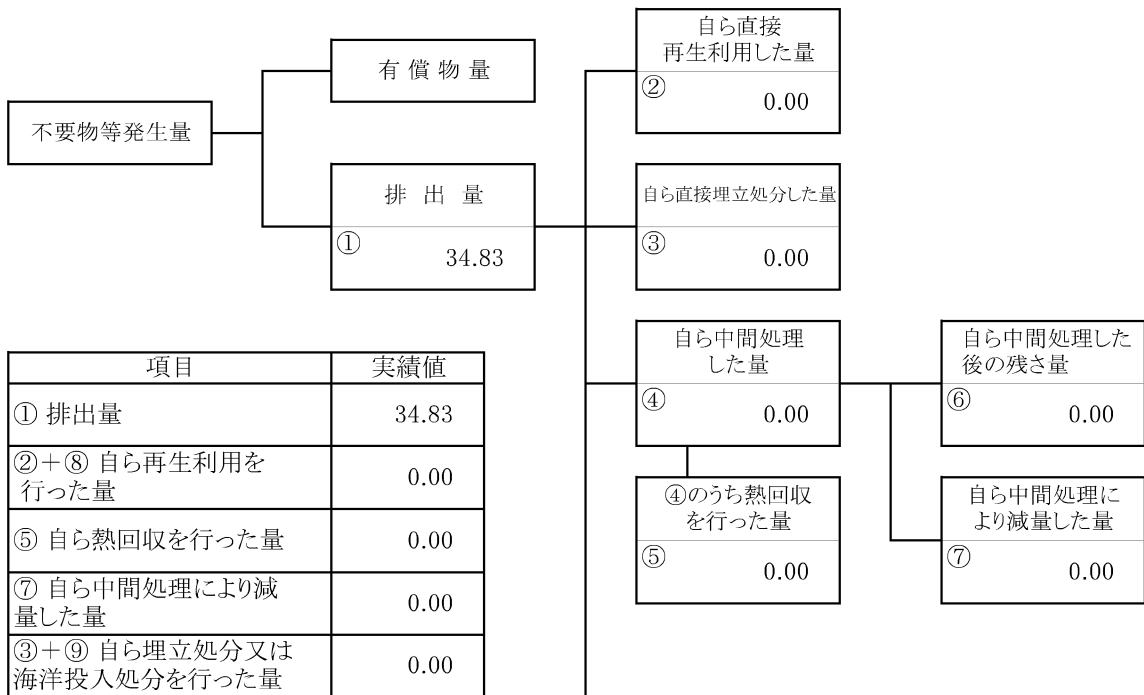 不要物等発生量
有償物量
排出量
①
34.83
自ら直接
再生利用した量
②
0.00
自ら直接埋立処分した量
③
0.00
自ら中間処理
した量
④
0.00
④のうち熱回収
を行った量
⑤
0.00
自ら中間処理した
後の残さ量
⑥
0.00
自ら中間処理に
より減量した量
⑦
0.00
項目 実績値
① 排出量 34.83
②＋⑧ 自ら再生利用を
行った量 0.00
⑤ 自ら熱回収を行った量 0.00
⑦ 自ら中間処理により減
量した量 0.00
③＋⑨ 自ら埋立処分又は
海洋投入処分を行った量 0.00